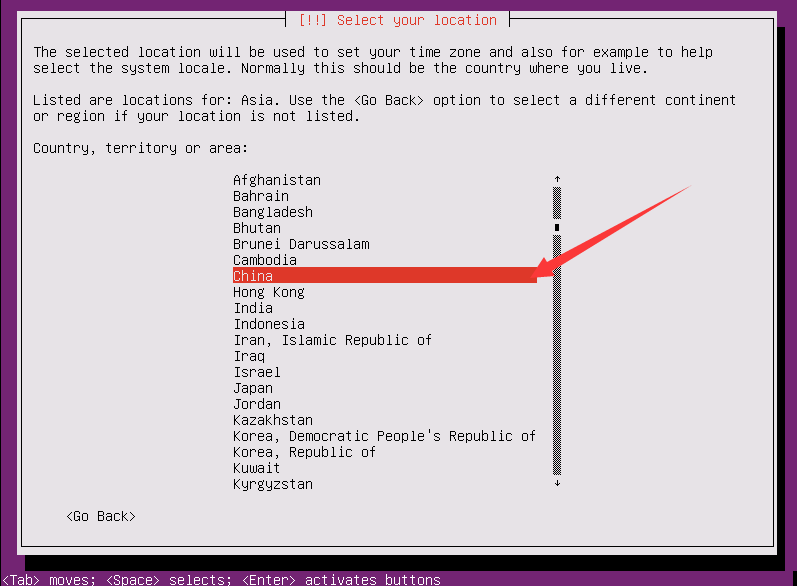 [!!] Select your location
The selected location will be used to set your time zone and also for example to help
select the system locale. Normally this should be the country where you live.
Listed are locations for: Asia. Use the <Go Back> option to select a different continent
or region if your location is not listed.
Country, territory or area:
Afghanistan
Bahrain
Bangladesh
Bhutan
Brunei Darussalam
Cambodia
China
Hong Kong
India
Indonesia
Iran, Islamic Republic of
Iraq
Israel
Japan
Jordan
Kazakhstan
Korea, Democratic People's Republic of
Korea, Republic of
Kuwait
Kyrgyzstan
<Go Back>
<Tab> moves; <Space> selects; <Enter> activates buttons